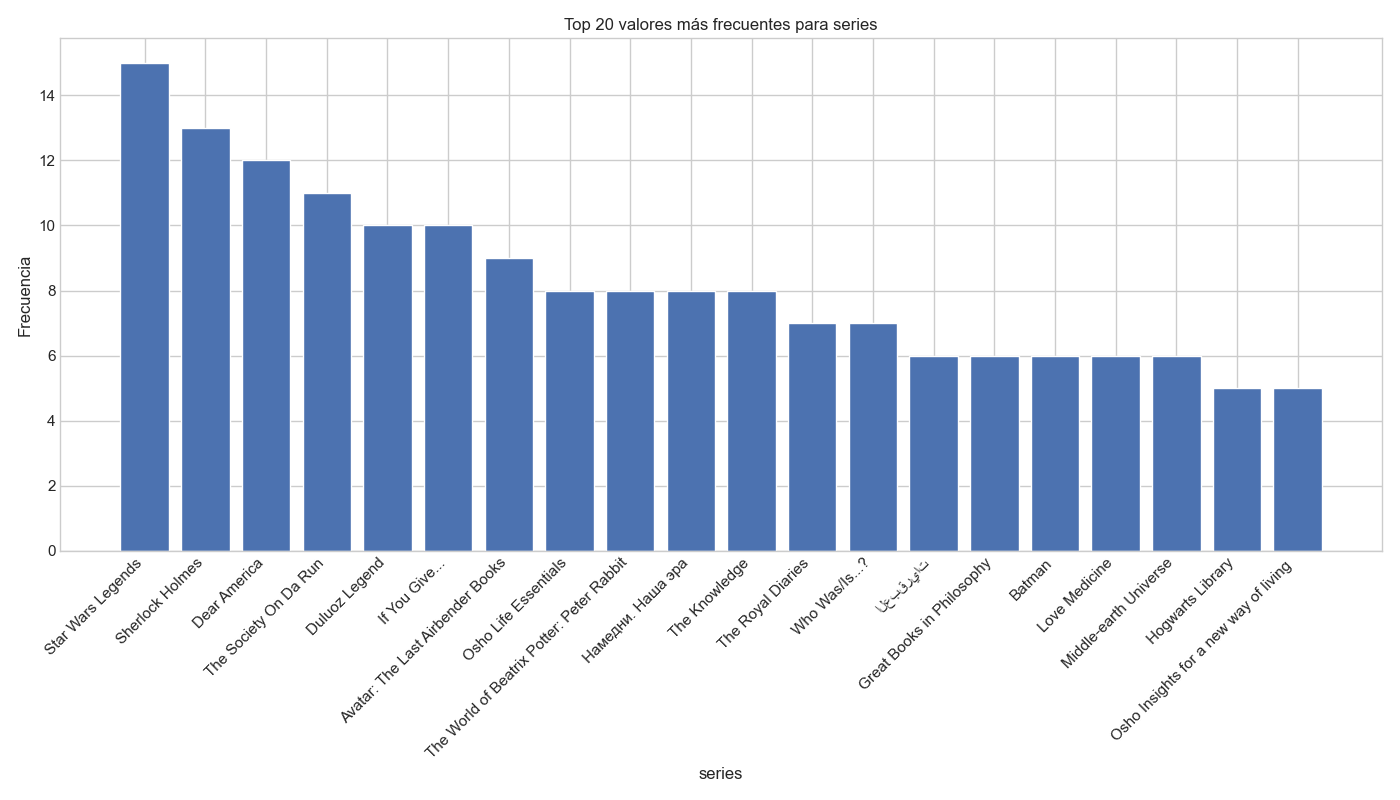 Top 20 valores más frecuentes para series
Frecuencia
14
12
10
8
6
4
2
0
Star Wars Legends
Sherlock Holmes
Dear America
The Society On Da Run
Duluoz Legend
If You Give...
Avatar: The Last Airbender Books
Osho Life Essentials
The World of Beatrix Potter: Peter Rabbit
Намедни. Наша эра
The Knowledge
The Royal Diaries
Who Was/Is...?
العبقريات
Great Books in Philosophy
Batman
Love Medicine
Middle-earth Universe
Hogwarts Library
Osho Insights for a new way of living
series